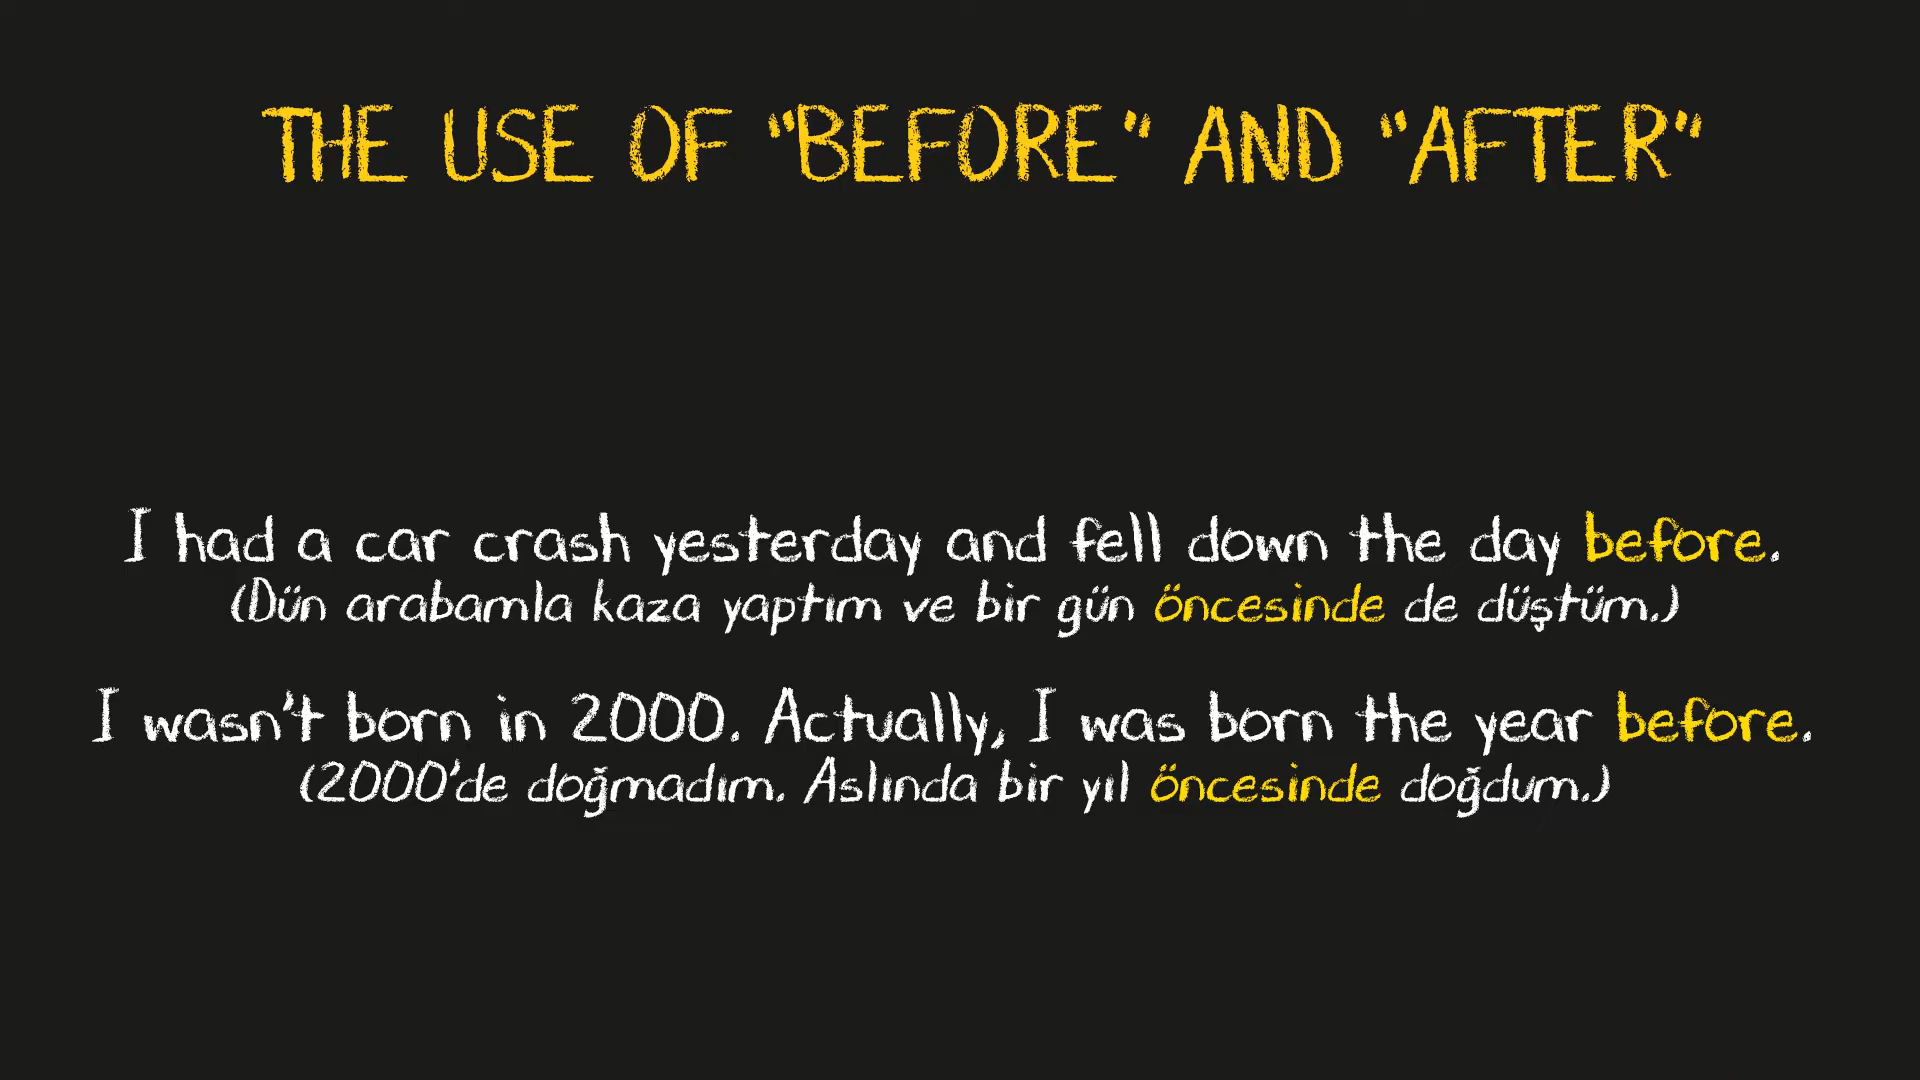 THE USE OF "BEFORE" AND "AFTER"
I had a car crash yesterday and fell down the day before.
(Dün arabamla kaza yaptım ve bir gün öncesinde de düştüm.)
I wasn't born in 2000. Actually, I was born the year before.
(2000'de doğmadım. Aslında bir yıl öncesinde doğdum.)